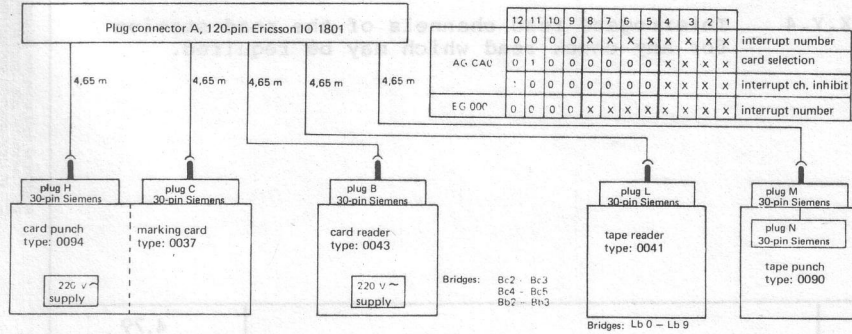 Plug connector A, 120-pin Ericsson IO 1801
4,65 m 4,65 m 4,65 m 4,65 m 4,65 m
12 11 10 9 8 7 6 5 4 3 2 1
0 0 0 0 X X X X X X X X interrupt number
AG CA0 0 1 0 0 0 0 0 0 X X X X card selection
1 0 0 0 0 0 0 0 X X X X interrupt ch. inhibit
EG 000 0 0 0 0 X X X X X X X X interrupt number
plug H
30-pin Siemens
card punch
type: 0094
220 v ~
supply
plug C
30-pin Siemens
marking card
type: 0037
plug B
30-pin Siemens
card reader
type: 0043
220 v ~
supply
Bridges: Bc2 - Bc3
Bc4 - Bc5
Bb2 - Bb3
plug L
30-pin Siemens
tape reader
type: 0041
Bridges: Lb 0 – Lb 9
plug M
30-pin Siemens
plug N
30-pin Siemens
tape punch
type: 0090